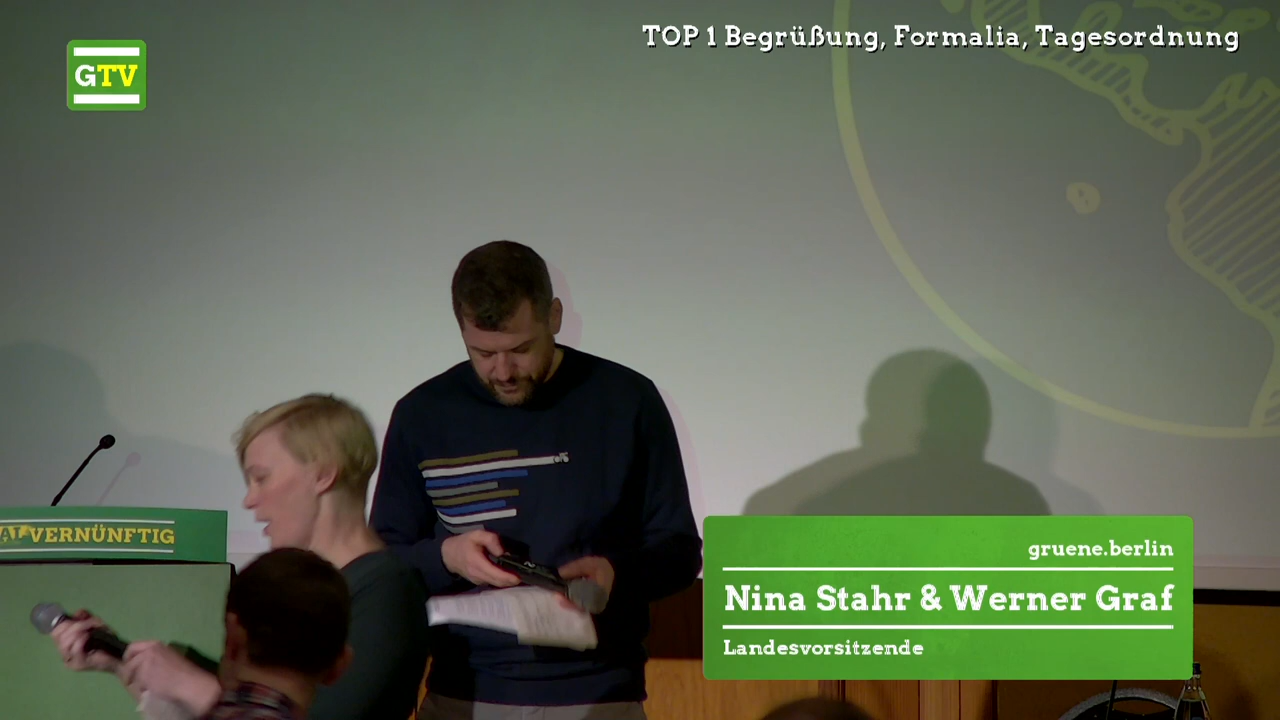 TOP 1 Begrüßung, Formalia, Tagesordnung
GTV
VERNÜNFTIG
gruene.berlin
Nina Stahr & Werner Graf
Landesvorsitzende